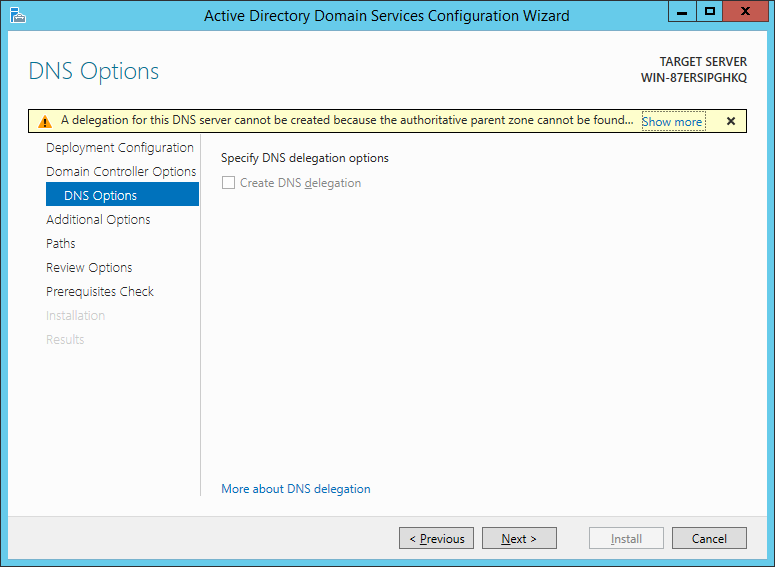 Active Directory Domain Services Configuration Wizard
DNS Options
TARGET SERVER
WIN-87ERSIPGHKQ
A delegation for this DNS server cannot be created because the authoritative parent zone cannot be found... Show more
Deployment Configuration
Domain Controller Options
DNS Options
Additional Options
Paths
Review Options
Prerequisites Check
Installation
Results
Specify DNS delegation options
Create DNS delegation
More about DNS delegation
< Previous
Next >
Install
Cancel